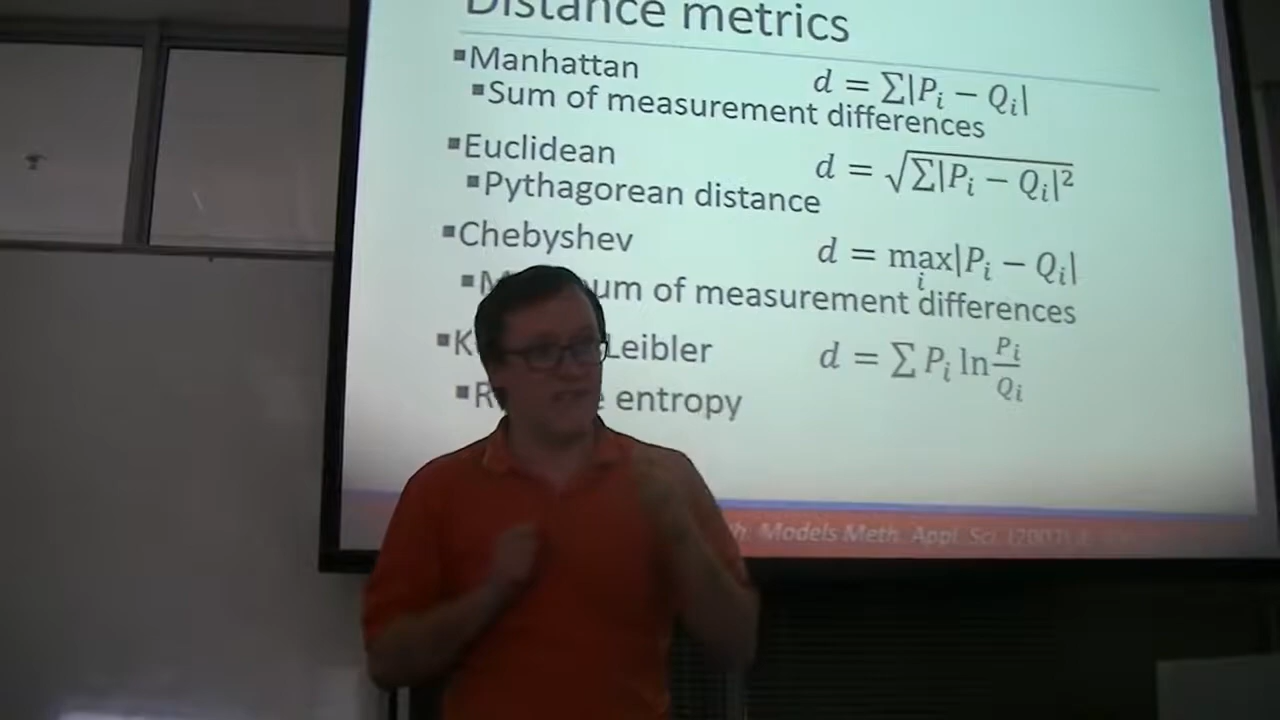 Distance metrics
▪Manhattan d = ∑|Pᵢ − Qᵢ|
▪Sum of measurement differences
▪Euclidean d = √∑|Pᵢ − Qᵢ|²
▪Pythagorean distance
▪Chebyshev d = maxᵢ|Pᵢ − Qᵢ|
um of measurement differences
Leibler d = ∑ Pᵢ ln Pᵢ/Qᵢ
entropy
Models Meth. Appl. Sci.